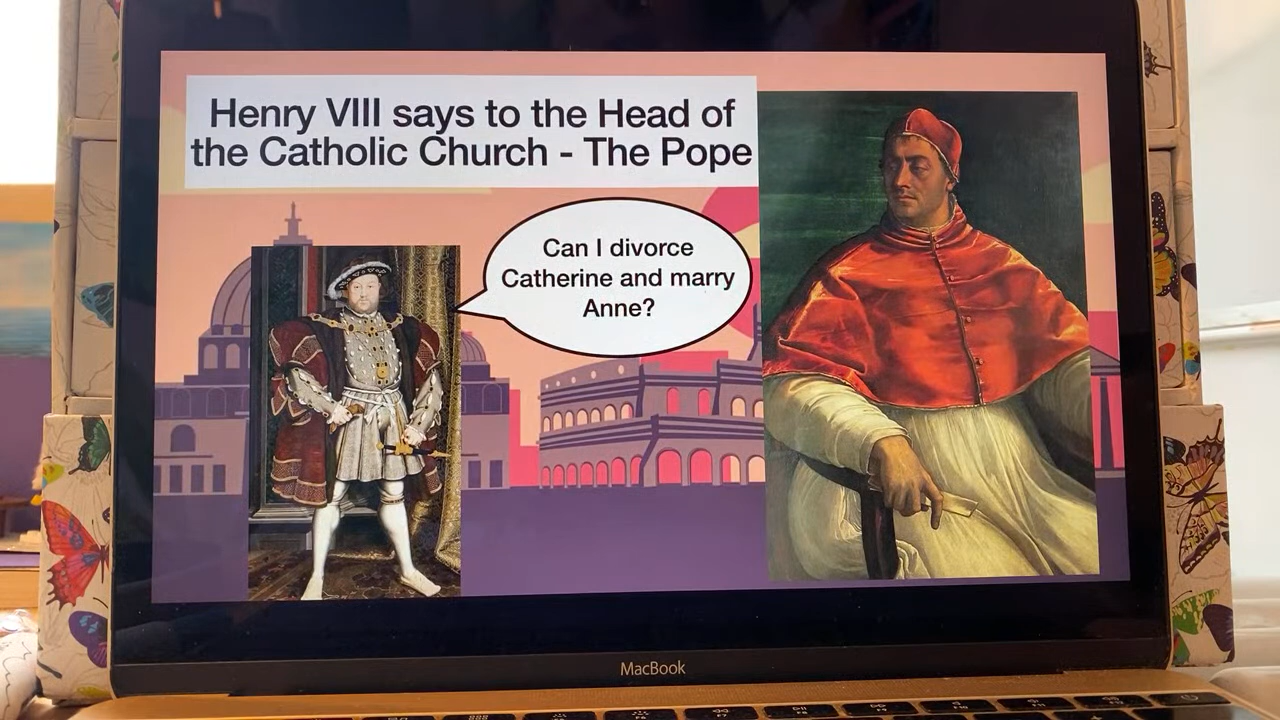 Henry VIII says to the Head of
the Catholic Church - The Pope
Can I divorce
Catherine and marry
Anne?
MacBook